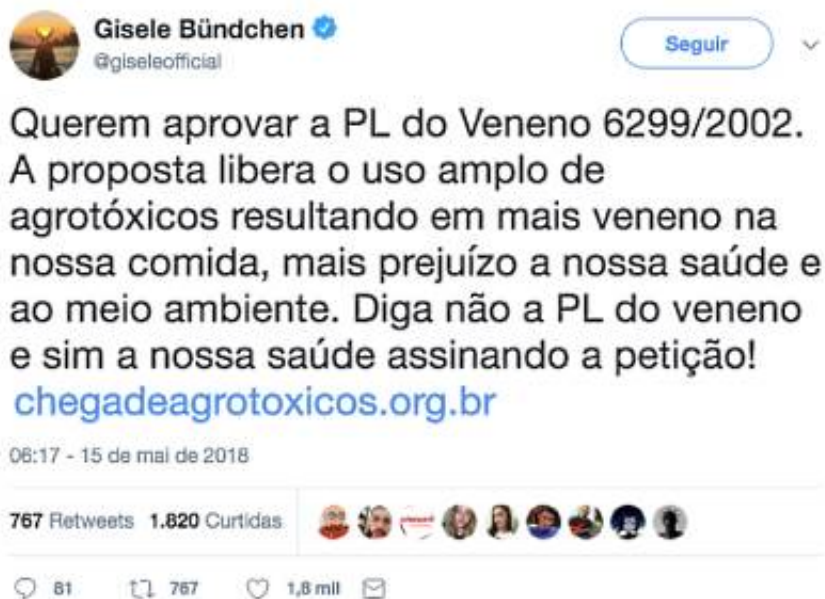 Gisele Bündchen
@giseleofficial
Seguir
Querem aprovar a PL do Veneno 6299/2002.
A proposta libera o uso amplo de
agrotóxicos resultando em mais veneno na
nossa comida, mais prejuízo a nossa saúde e
ao meio ambiente. Diga não a PL do veneno
e sim a nossa saúde assinando a petição!
chegadeagrotoxicos.org.br
06:17 - 15 de mai de 2018
767 Retweets 1.820 Curtidas
81 767 1,8 mil